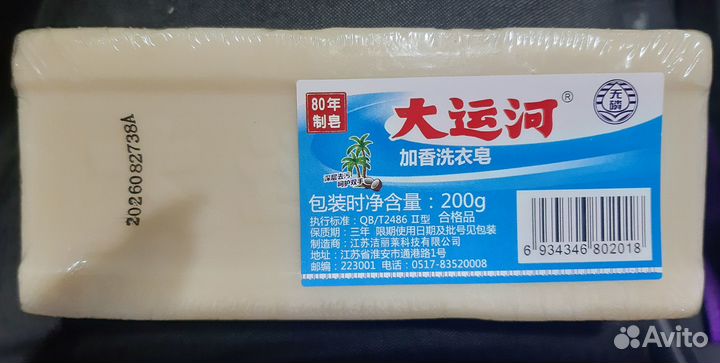 2026082738A
80年
制皂
大运河®
加香洗衣皂
无磷
深层去污
呵护双手
包装时净含量：200g
执行标准：QB/T2486 Ⅱ型 合格品
保质期：三年 限期使用日期及批号见包装
制造商：江苏洁丽莱科技有限公司
地址：江苏省淮安市通港路1号
邮编：223001 电话：0517-83520008
6 934346 802018
Avito